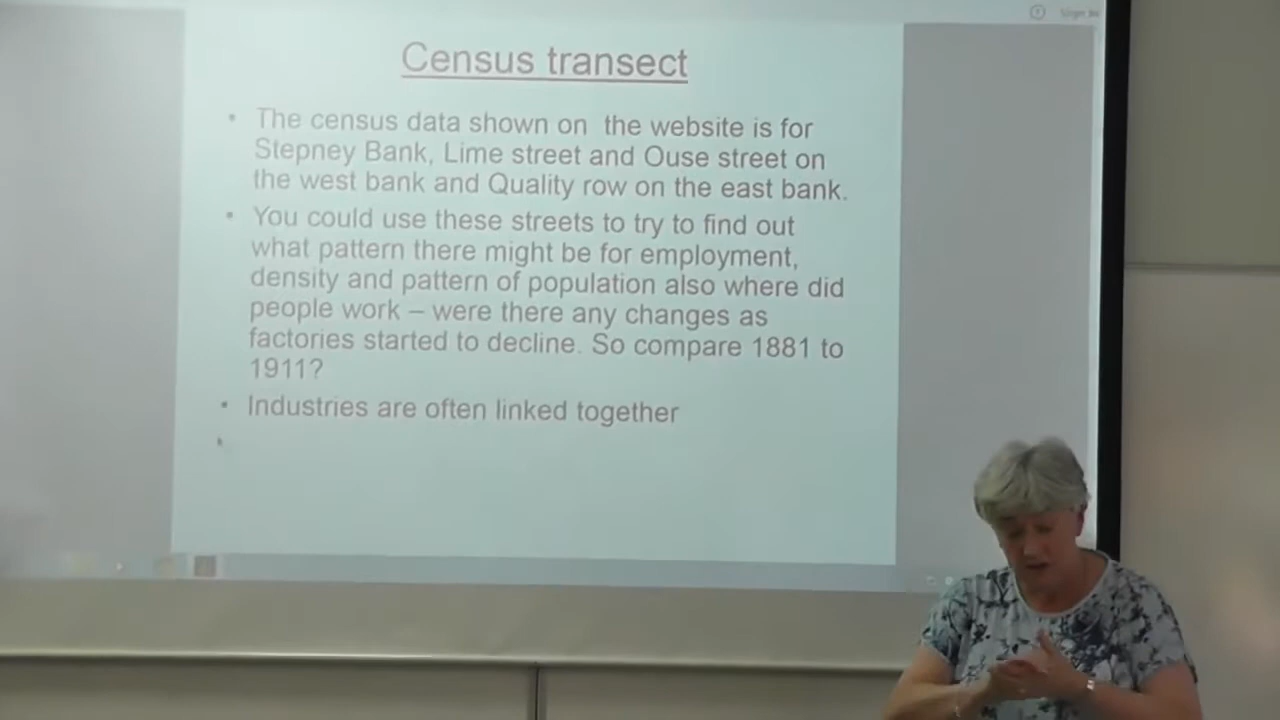 Sign In
Census transect
• The census data shown on the website is for
Stepney Bank, Lime street and Ouse street on
the west bank and Quality row on the east bank.
• You could use these streets to try to find out
what pattern there might be for employment,
density and pattern of population also where did
people work – were there any changes as
factories started to decline. So compare 1881 to
1911?
• Industries are often linked together